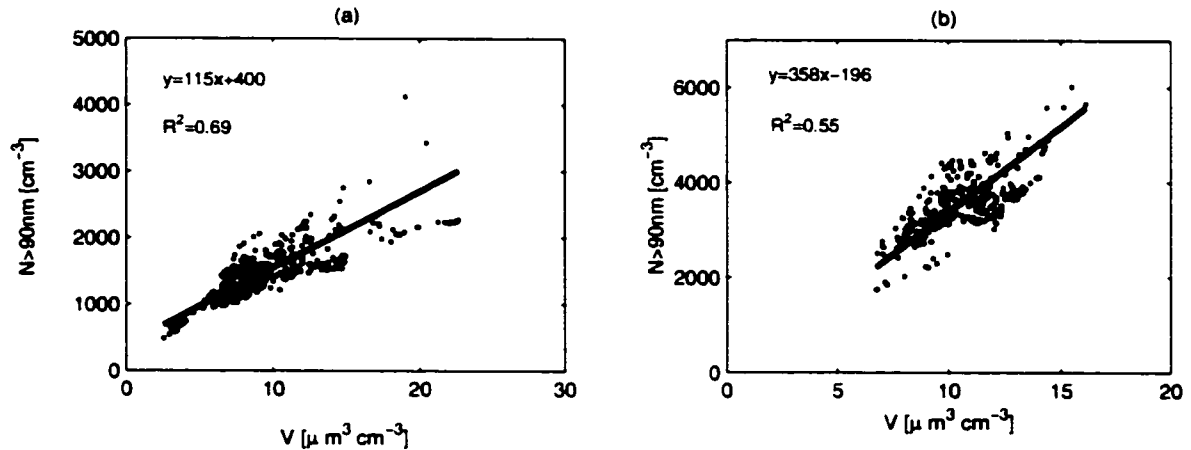 (a)
5000
4000
3000
2000
1000
0
N>90nm [cm⁻³]
y=115x+400
R²=0.69
0 10 20 30
V [μ m³ cm⁻³]
(b)
6000
4000
2000
0
N>90nm [cm⁻³]
y=358x−196
R²=0.55
0 5 10 15 20
V [μ m³ cm⁻³]